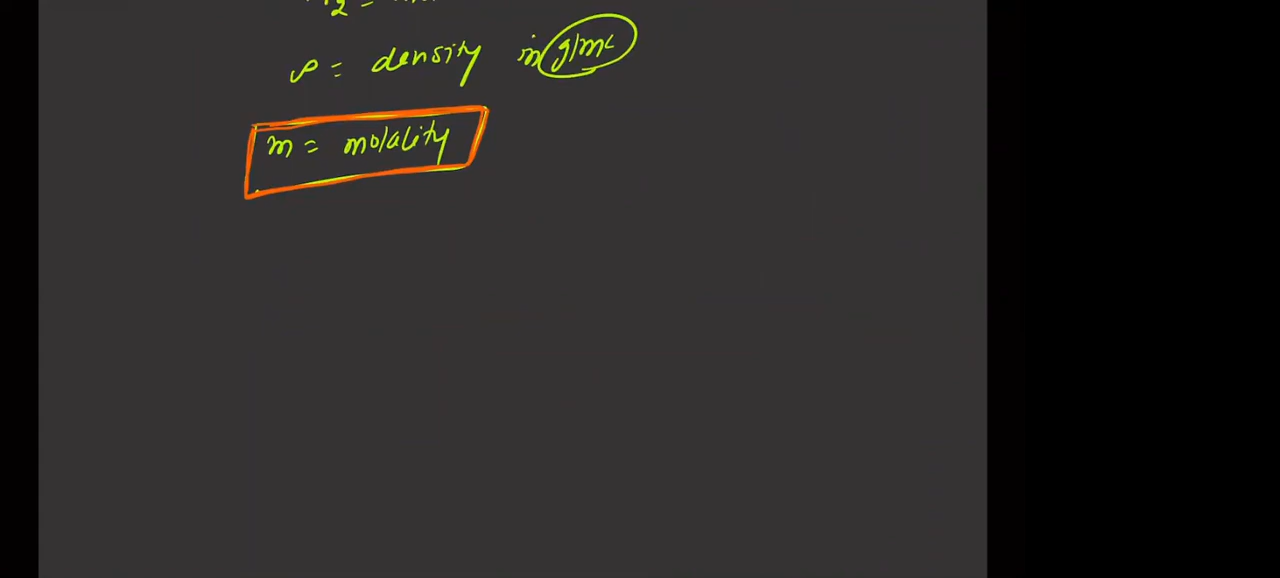 ρ = density in g/mL
m = molality